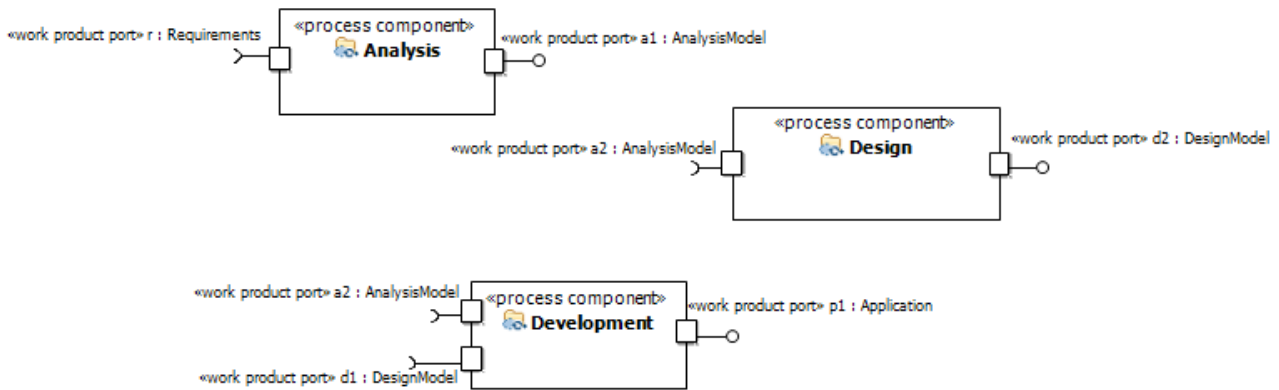 «work product port» r : Requirements
«process component»
Analysis
«work product port» a1 : AnalysisModel
«work product port» a2 : AnalysisModel
«process component»
Design
«work product port» d2 : DesignModel
«work product port» a2 : AnalysisModel
«work product port» d1 : DesignModel
«process component»
Development
«work product port» p1 : Application